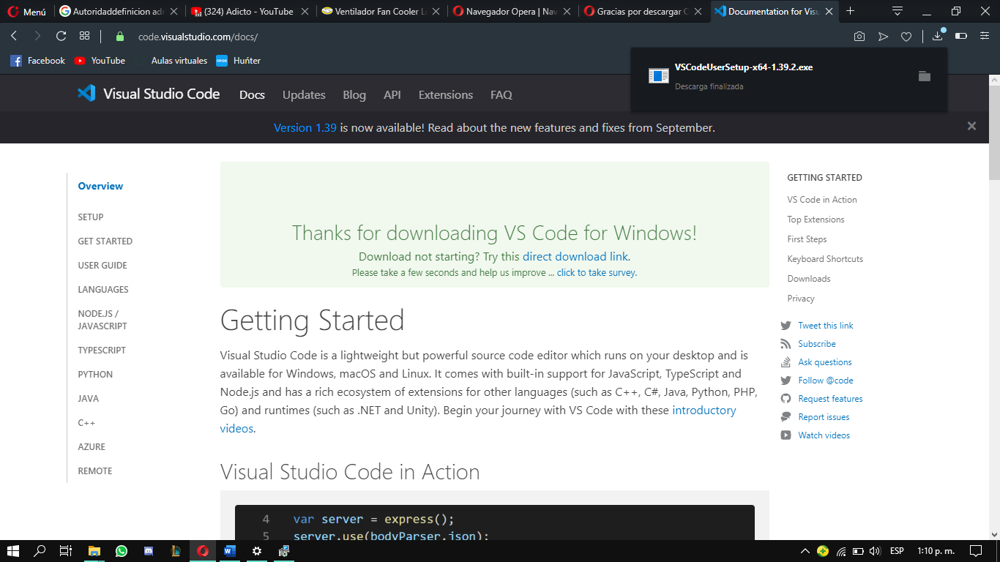 Menú
Autoridaddefinicion adm
(324) Adicto - YouTube
Ventilador Fan Cooler L
Navegador Opera | Nav
Gracias por descargar O
Documentation for Visu
code.visualstudio.com/docs/
Facebook
YouTube
Aulas virtuales
Huńter
VSCodeUserSetup-x64-1.39.2.exe
Descarga finalizada
Visual Studio Code
Docs
Updates
Blog
API
Extensions
FAQ
Version 1.39 is now available! Read about the new features and fixes from September.
Overview
SETUP
GET STARTED
USER GUIDE
LANGUAGES
NODE.JS /
JAVASCRIPT
TYPESCRIPT
PYTHON
JAVA
C++
AZURE
REMOTE
Thanks for downloading VS Code for Windows!
Download not starting? Try this direct download link.
Please take a few seconds and help us improve ... click to take survey.
Getting Started
Visual Studio Code is a lightweight but powerful source code editor which runs on your desktop and is
available for Windows, macOS and Linux. It comes with built-in support for JavaScript, TypeScript and
Node.js and has a rich ecosystem of extensions for other languages (such as C++, C#, Java, Python, PHP,
Go) and runtimes (such as .NET and Unity). Begin your journey with VS Code with these introductory
videos.
Visual Studio Code in Action
4 var server = express();
5 server.use(bodyParser.json);
GETTING STARTED
VS Code in Action
Top Extensions
First Steps
Keyboard Shortcuts
Downloads
Privacy
Tweet this link
Subscribe
Ask questions
Follow @code
Request features
Report issues
Watch videos
ESP
1:10 p. m.